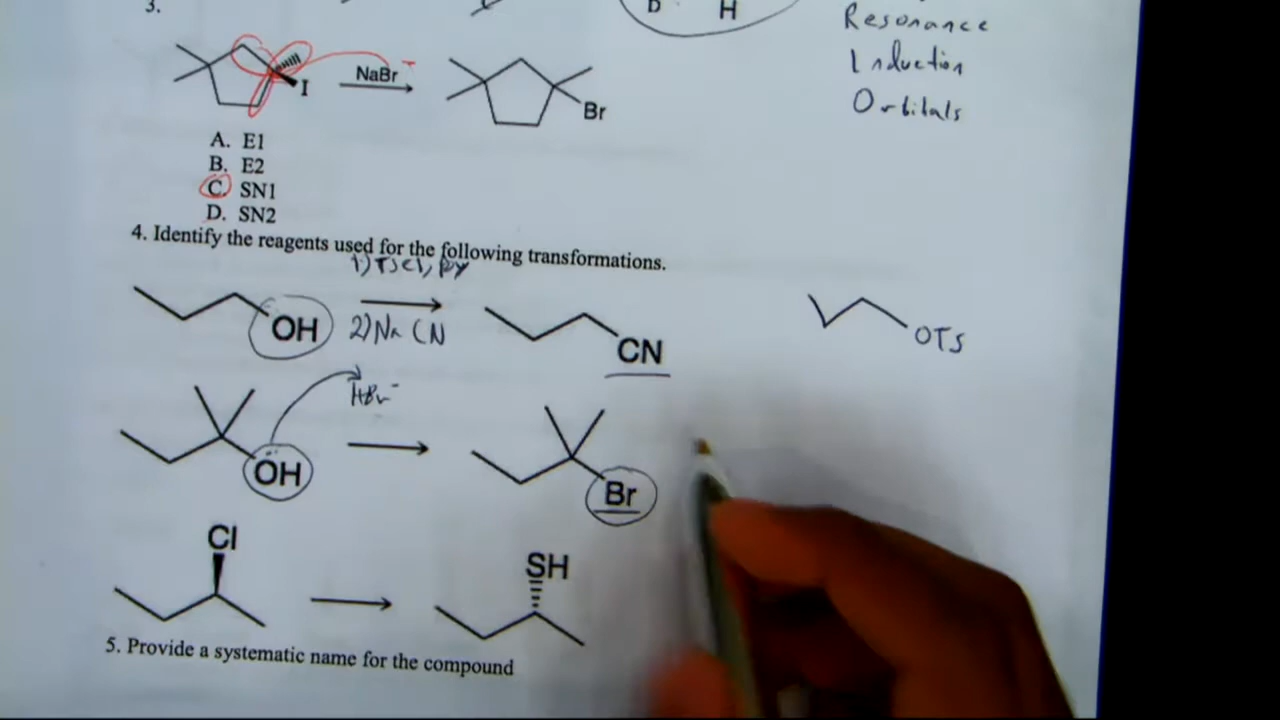 3.
D H
Resonance
Induction
Orbitals
I
NaBr
Br
A. E1
B. E2
C. SN1
D. SN2
4. Identify the reagents used for the following transformations.
1) TsCl, py
OH
2) NaCN
CN
OTs
HBr
OH
Br
Cl
SH
5. Provide a systematic name for the compound